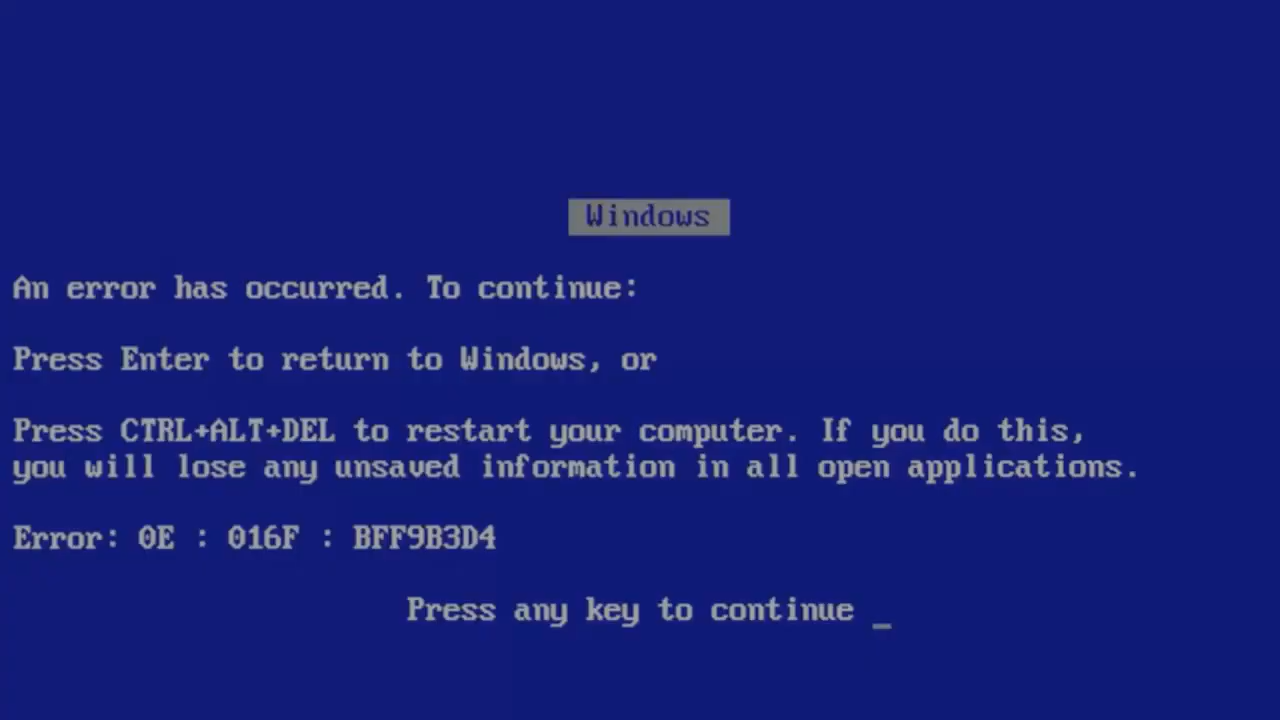 Windows
An error has occurred. To continue:
Press Enter to return to Windows, or
Press CTRL+ALT+DEL to restart your computer. If you do this,
you will lose any unsaved information in all open applications.
Error: 0E : 016F : BFF9B3D4
Press any key to continue _